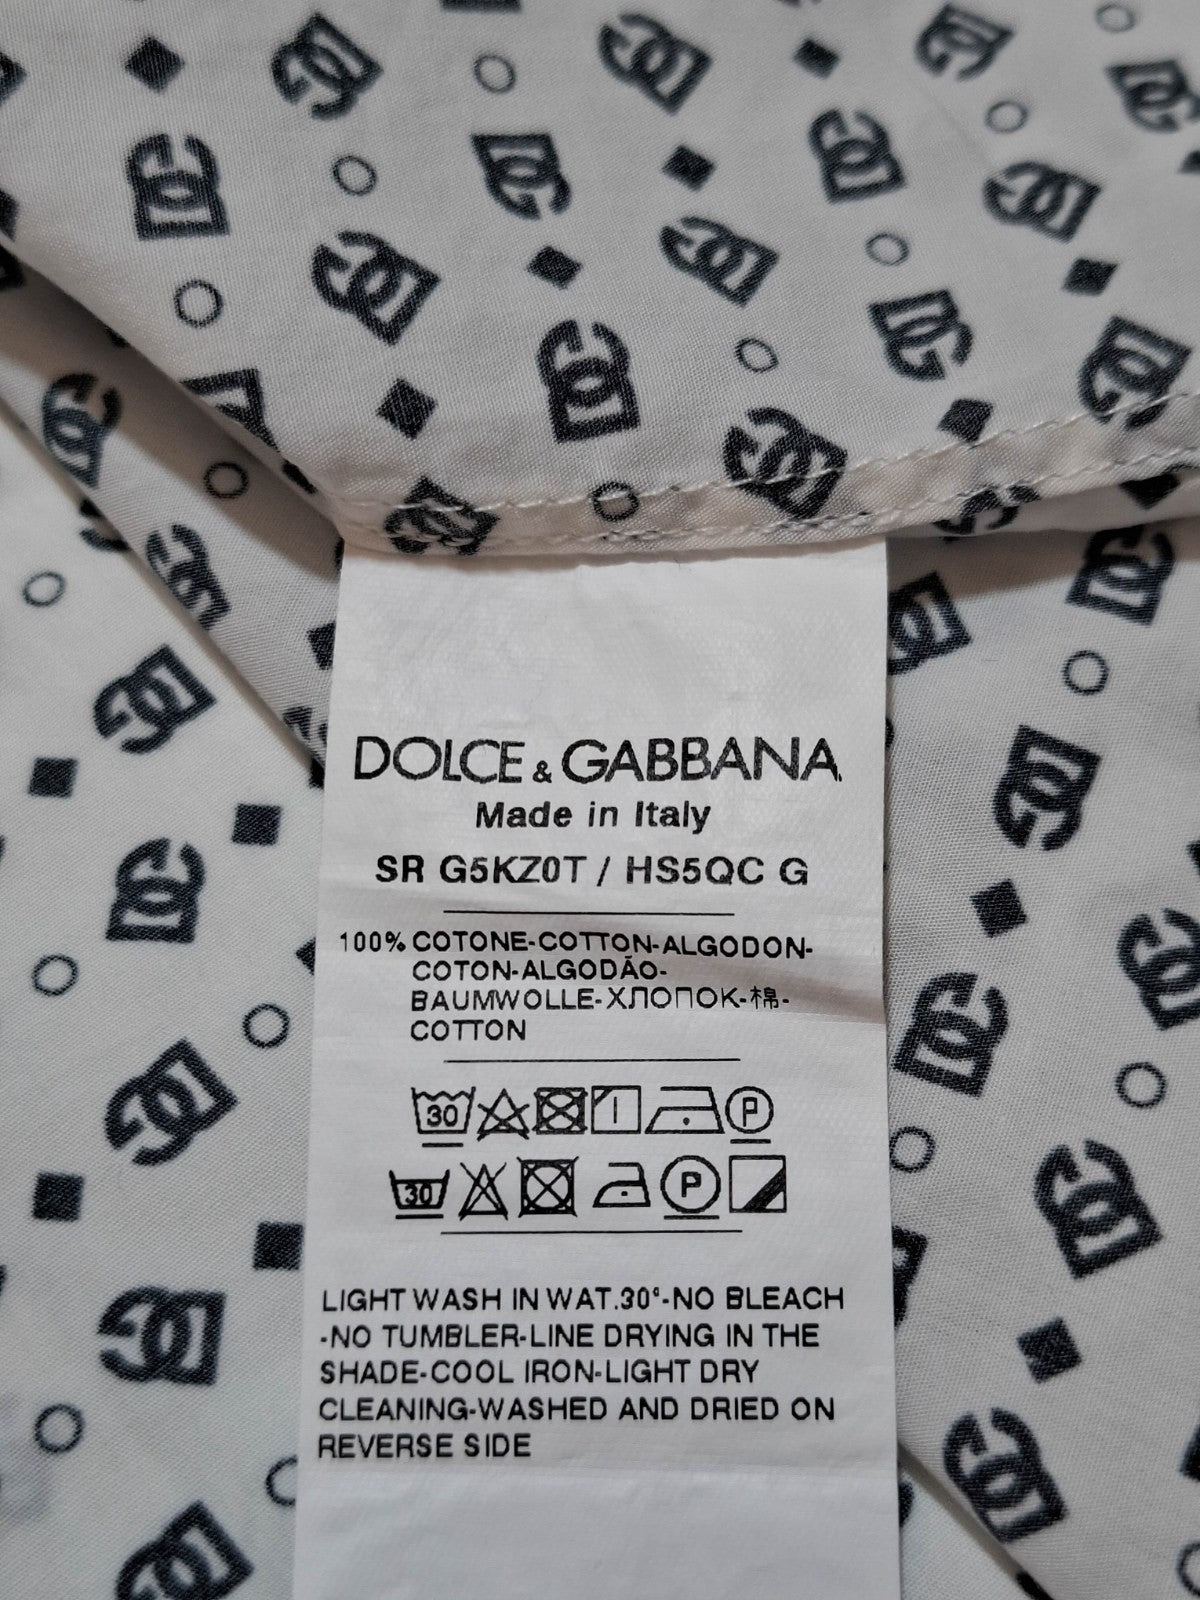 DOLCE & GABBANA
Made in Italy
SR G5KZ0T / HS5QC G
100% COTONE-COTTON-ALGODON-
COTON-ALGODÃO-
BAUMWOLLE-ХЛОПОК-棉-
COTTON
30 P
30 P
LIGHT WASH IN WAT.30°-NO BLEACH
-NO TUMBLER-LINE DRYING IN THE
SHADE-COOL IRON-LIGHT DRY
CLEANING-WASHED AND DRIED ON
REVERSE SIDE